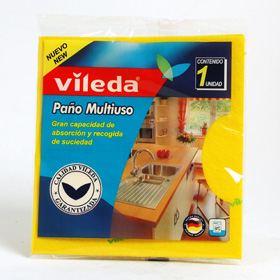 NUEVO
NEW
vileda
CONTENIDO
1
UNIDAD
Paño Multiuso
Gran capacidad de
absorción y recogida
de suciedad
CALIDAD VILEDA
GARANTIZADA